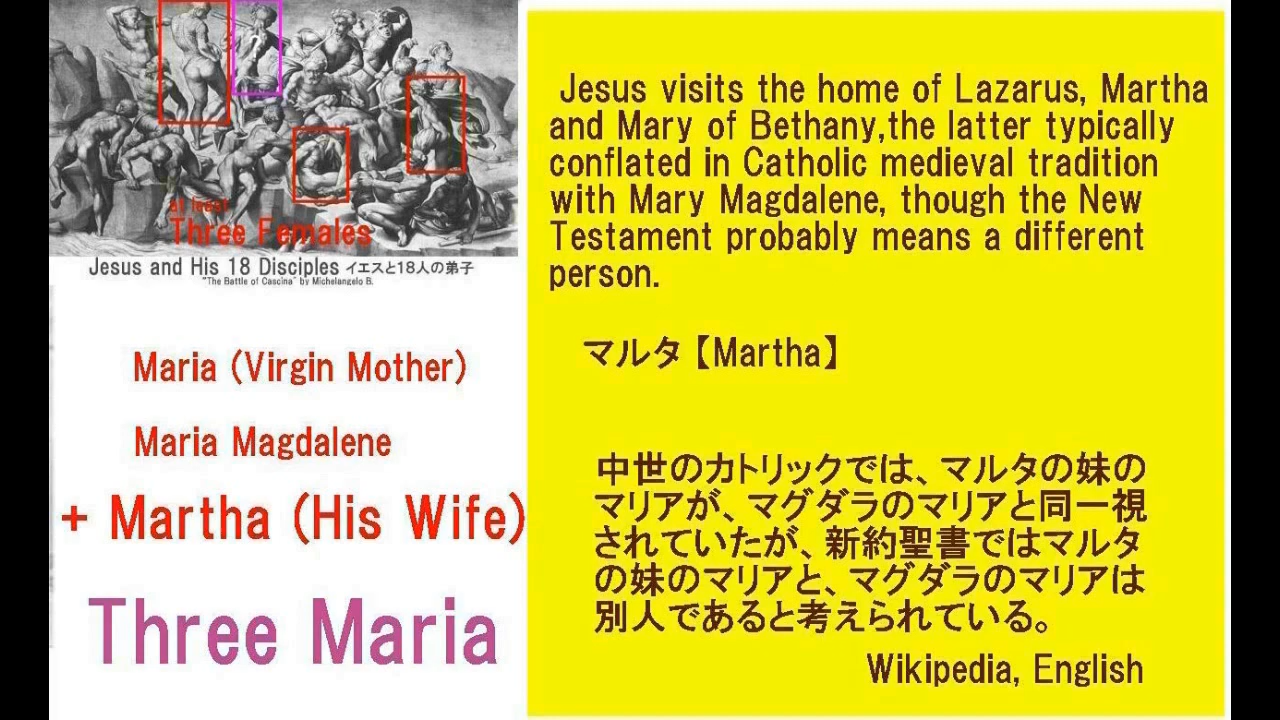 ?
at least
Three Females
Jesus and His 18 Disciples イエスと18人の弟子
"The Battle of Cascina" by Michelangelo B.
Maria (Virgin Mother)
Maria Magdalene
+ Martha (His Wife)
Three Maria
Jesus visits the home of Lazarus, Martha
and Mary of Bethany,the latter typically
conflated in Catholic medieval tradition
with Mary Magdalene, though the New
Testament probably means a different
person.
マルタ【Martha】
中世のカトリックでは、マルタの妹の
マリアが、マグダラのマリアと同一視
されていたが、新約聖書ではマルタ
の妹のマリアと、マグダラのマリアは
別人であると考えられている。
Wikipedia, English